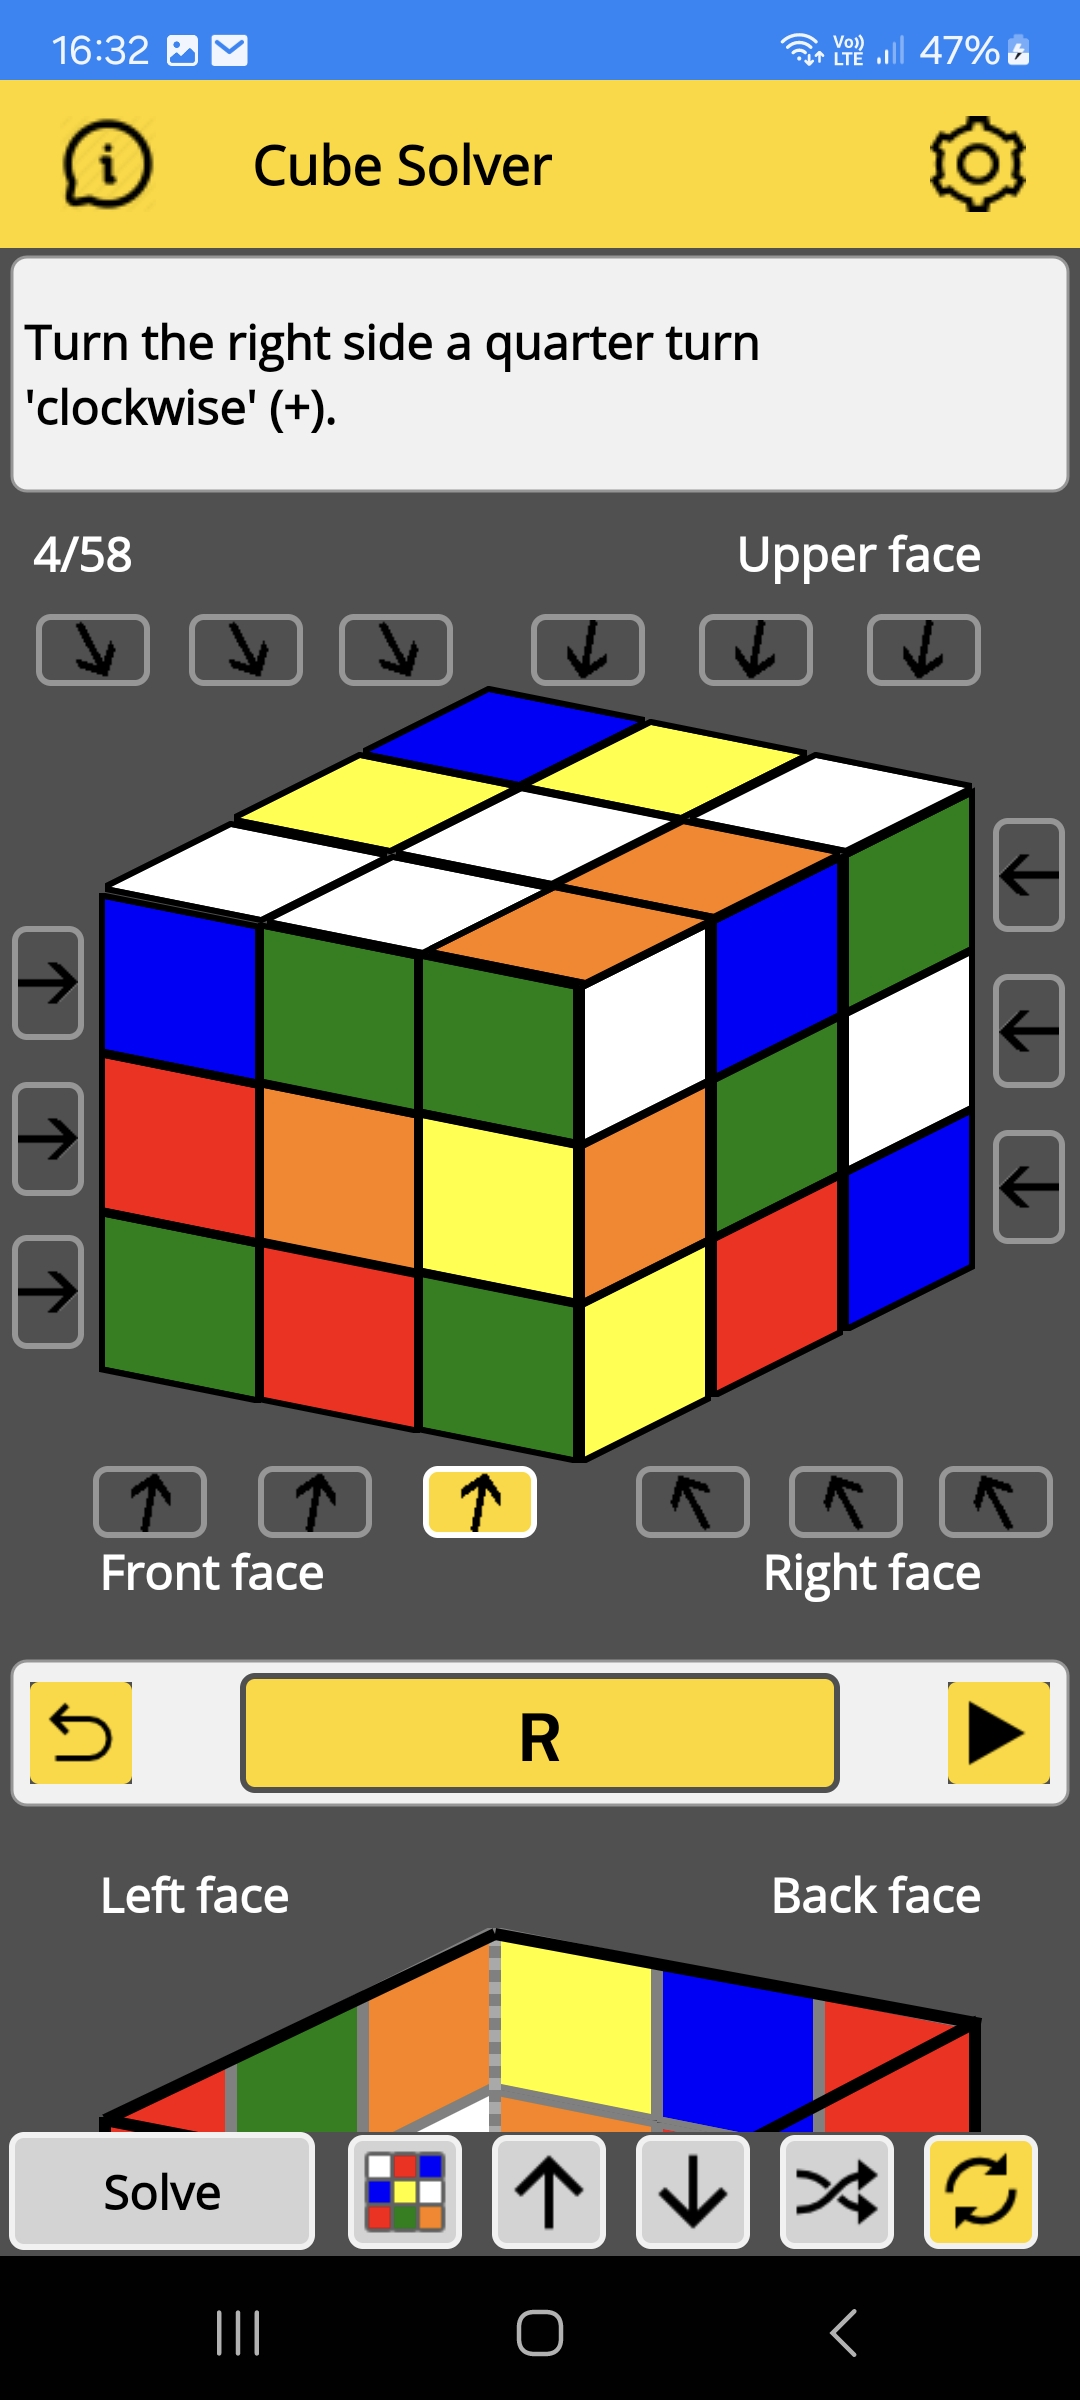 16:32
Vo))
LTE
47%
Cube Solver
Turn the right side a quarter turn
'clockwise' (+).
4/58
Upper face
Front face
Right face
R
Left face
Back face
Solve